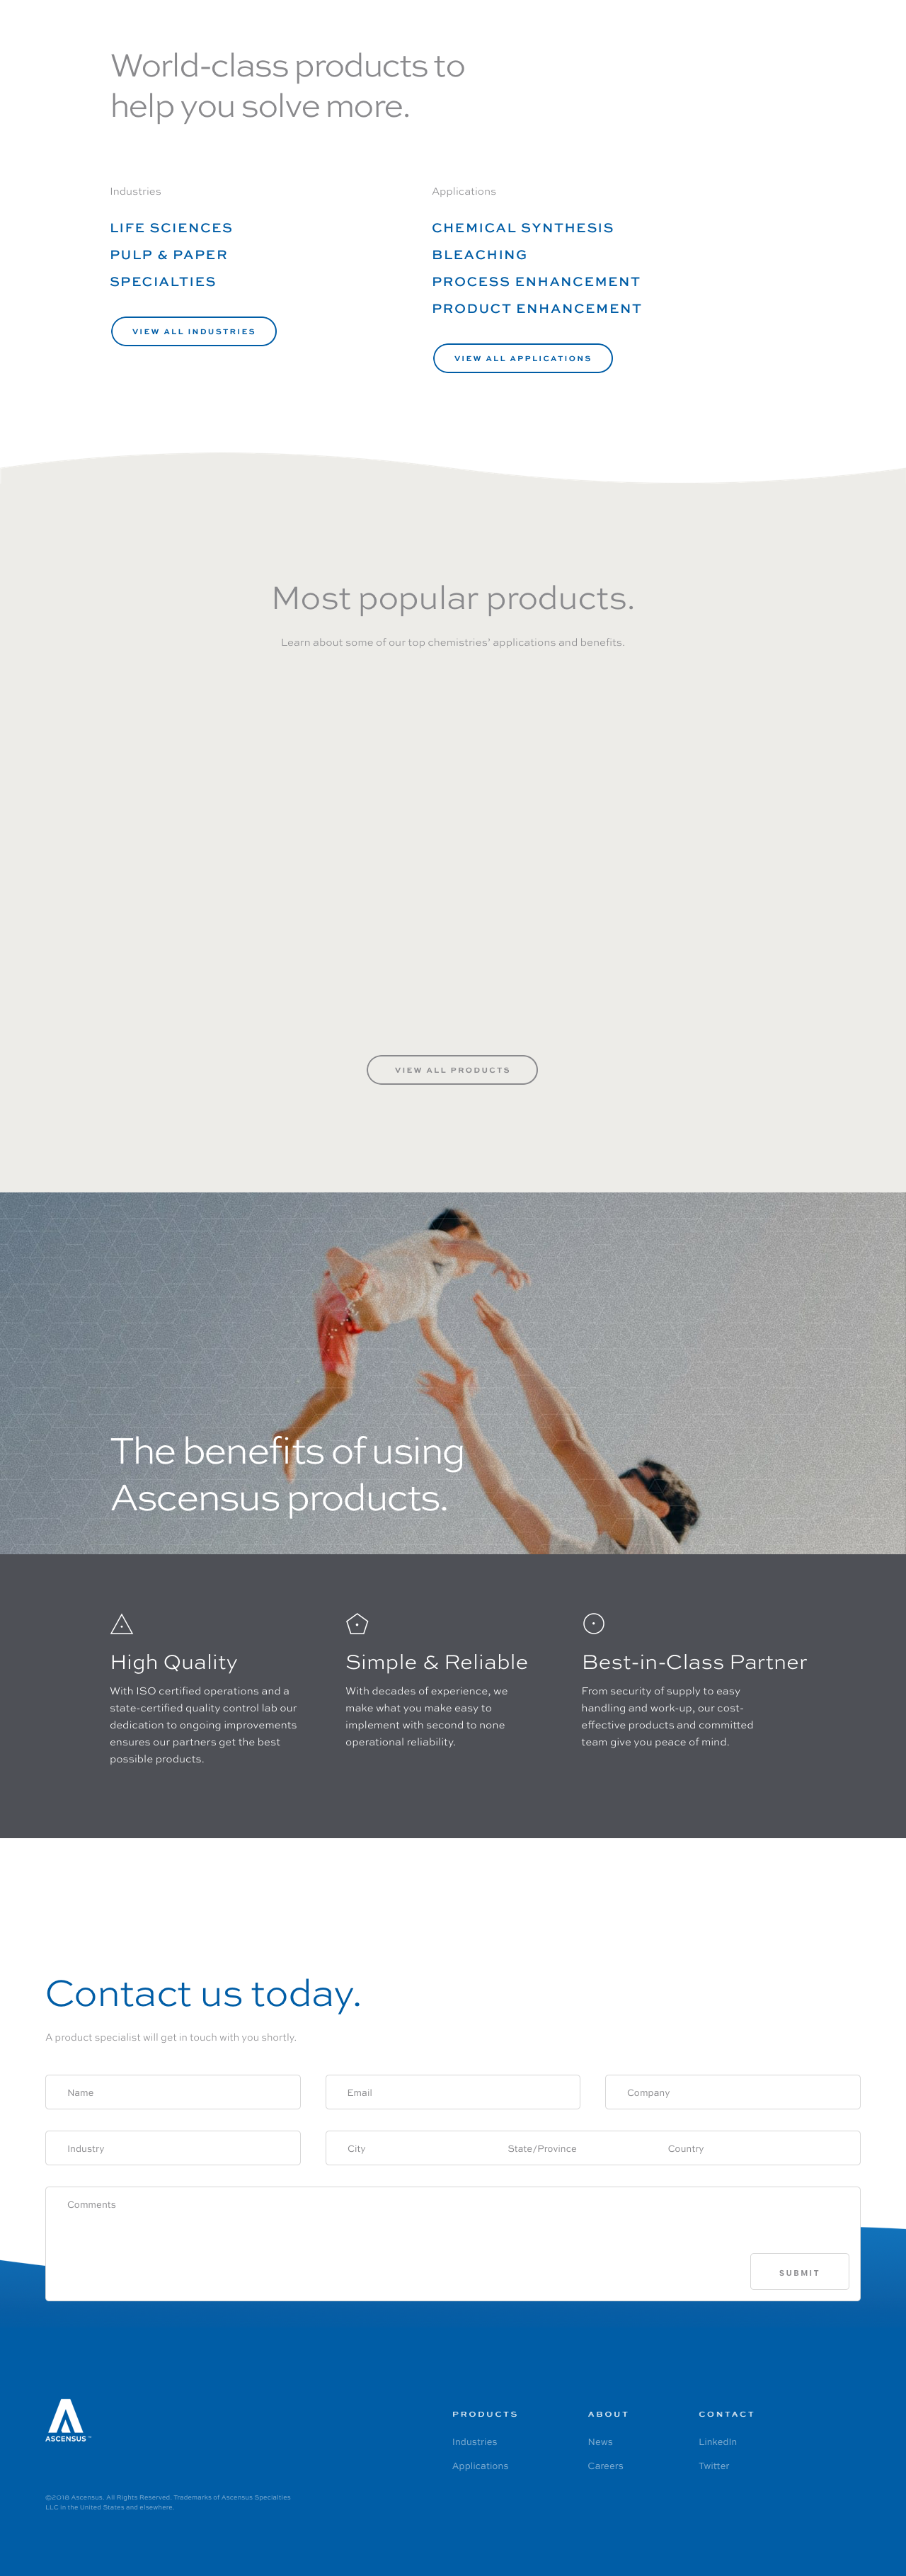 World-class products to
help you solve more.
Industries
LIFE SCIENCES
PULP & PAPER
SPECIALTIES
VIEW ALL INDUSTRIES
Applications
CHEMICAL SYNTHESIS
BLEACHING
PROCESS ENHANCEMENT
PRODUCT ENHANCEMENT
VIEW ALL APPLICATIONS
Most popular products.
Learn about some of our top chemistries' applications and benefits.
VIEW ALL PRODUCTS
The benefits of using
Ascensus products.
High Quality
With ISO certified operations and a
state-certified quality control lab our
dedication to ongoing improvements
ensures our partners get the best
possible products.
Simple & Reliable
With decades of experience, we
make what you make easy to
implement with second to none
operational reliability.
Best-in-Class Partner
From security of supply to easy
handling and work-up, our cost-
effective products and committed
team give you peace of mind.
Contact us today.
A product specialist will get in touch with you shortly.
Name
Email
Company
Industry
City
State/Province
Country
Comments
SUBMIT
ASCENSUS™
PRODUCTS
Industries
Applications
ABOUT
News
Careers
CONTACT
LinkedIn
Twitter
©2018 Ascensus. All Rights Reserved. Trademarks of Ascensus Specialties
LLC in the United States and elsewhere.